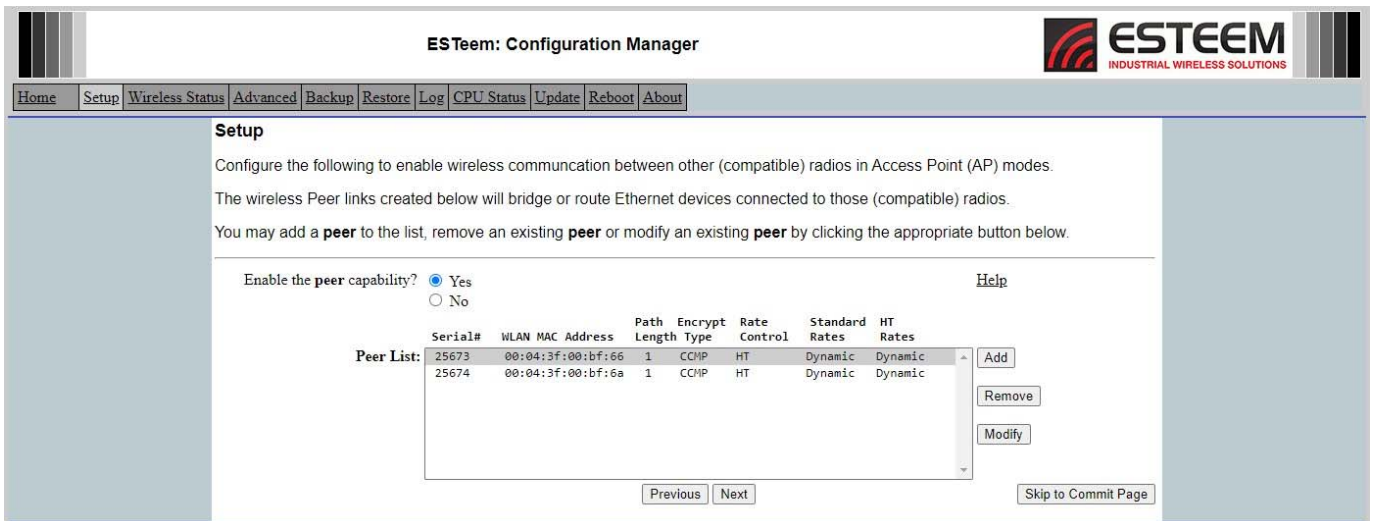 ESTeem: Configuration Manager
ESTEEM
INDUSTRIAL WIRELESS SOLUTIONS
Home Setup Wireless Status Advanced Backup Restore Log CPU Status Update Reboot About
Setup
Configure the following to enable wireless communcation between other (compatible) radios in Access Point (AP) modes.
The wireless Peer links created below will bridge or route Ethernet devices connected to those (compatible) radios.
You may add a peer to the list, remove an existing peer or modify an existing peer by clicking the appropriate button below.
Enable the peer capability? Yes Help
No
Path Encrypt Rate Standard HT
Serial# WLAN MAC Address Length Type Control Rates Rates
Peer List: 25673 00:04:3f:00:bf:66 1 CCMP HT Dynamic Dynamic Add
25674 00:04:3f:00:bf:6a 1 CCMP HT Dynamic Dynamic
Remove
Modify
Previous Next Skip to Commit Page